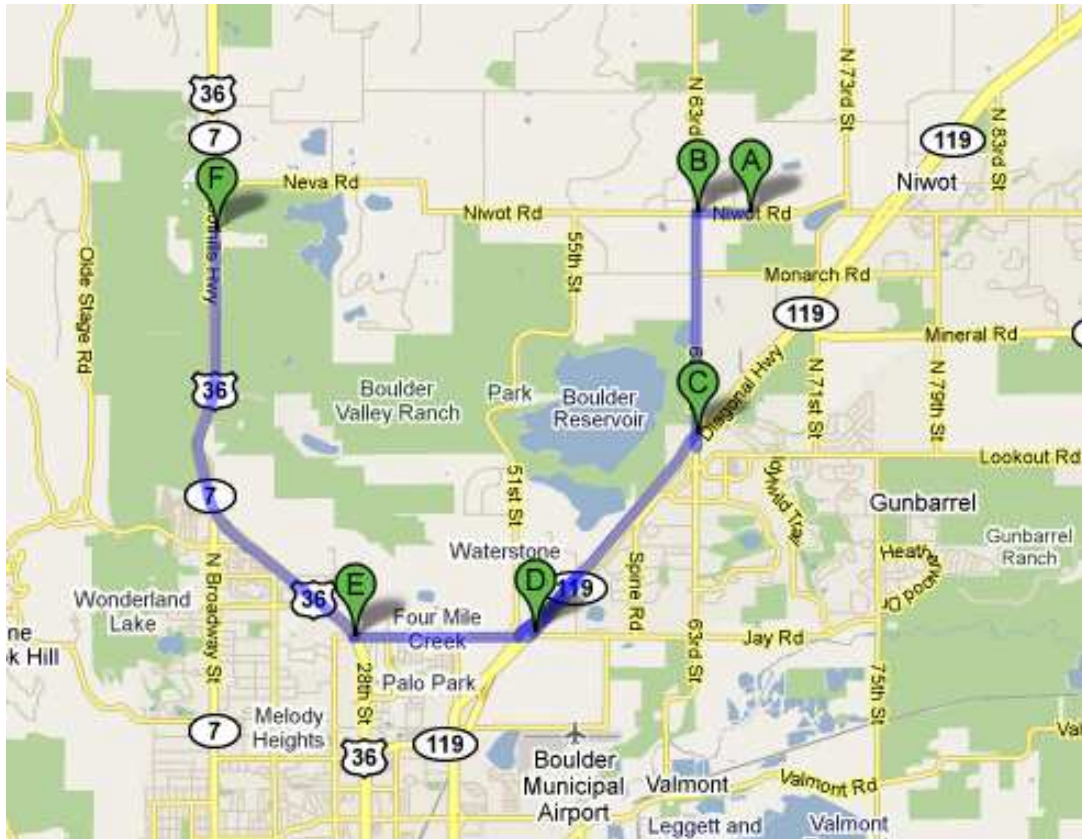 36
7
F
Neva Rd
Foothills Hwy
Olde Stage Rd
N 63rd
B
A
Niwot Rd
Niwot Rd
N 73rd St
119
N 83rd St
Niwot
55th St
Monarch Rd
119
Mineral Rd
36
Boulder
Valley Ranch
Park
Boulder
Reservoir
6
C
Diagonal Hwy
N 71st St
N 79th St
Lookout Rd
7
51st St
Gunbarrel
Waterstone
Spine Rd
Gunbarrel
Ranch
N Broadway St
36
E
D
119
Wonderland
Lake
Four Mile
Creek
63rd St
Jay Rd
75th St
k Hill
28th St
Palo Park
7
Melody
Heights
36
119
Boulder
Municipal
Airport
Valmont
Valmont Rd
Leggett and
Valmont